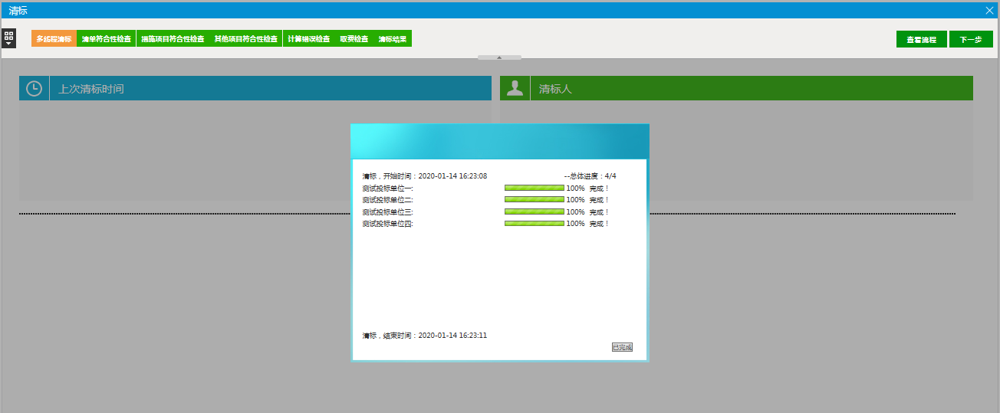 清标
多线程清标 清单符合性检查 措施项目符合性检查 其他项目符合性检查 计算错误检查 取费检查 清标结果 查看流程 下一步
上次清标时间 清标人
清标，开始时间：2020-01-14 16:23:08 --总体进度：4/4
测试投标单位一: 100% 完成！
测试投标单位二: 100% 完成！
测试投标单位三: 100% 完成！
测试投标单位四: 100% 完成！
清标，结束时间：2020-01-14 16:23:11
已完成